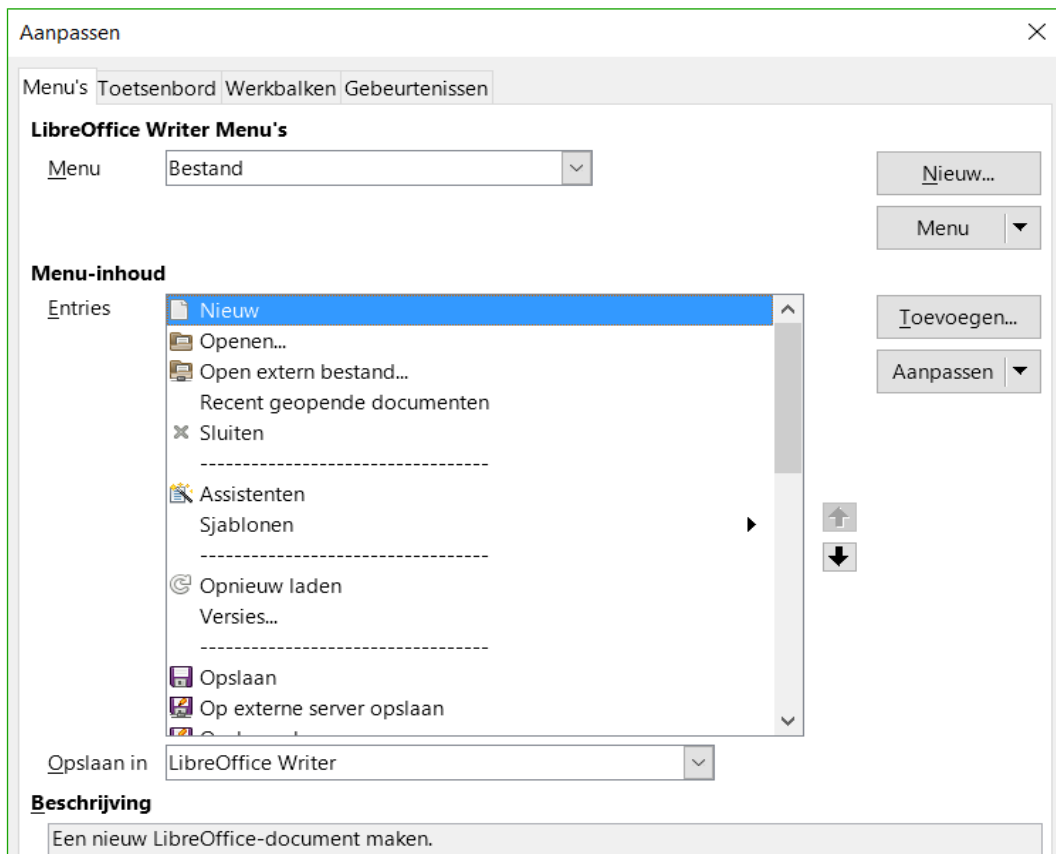 Aanpassen
Menu's Toetsenbord Werkbalken Gebeurtenissen
LibreOffice Writer Menu's
Menu Bestand
Nieuw...
Menu
Menu-inhoud
Entries
Nieuw
Openen...
Open extern bestand...
Recent geopende documenten
Sluiten
----------------------------------
Assistenten
Sjablonen
----------------------------------
Opnieuw laden
Versies...
----------------------------------
Opslaan
Op externe server opslaan
Toevoegen...
Aanpassen
Opslaan in LibreOffice Writer
Beschrijving
Een nieuw LibreOffice-document maken.